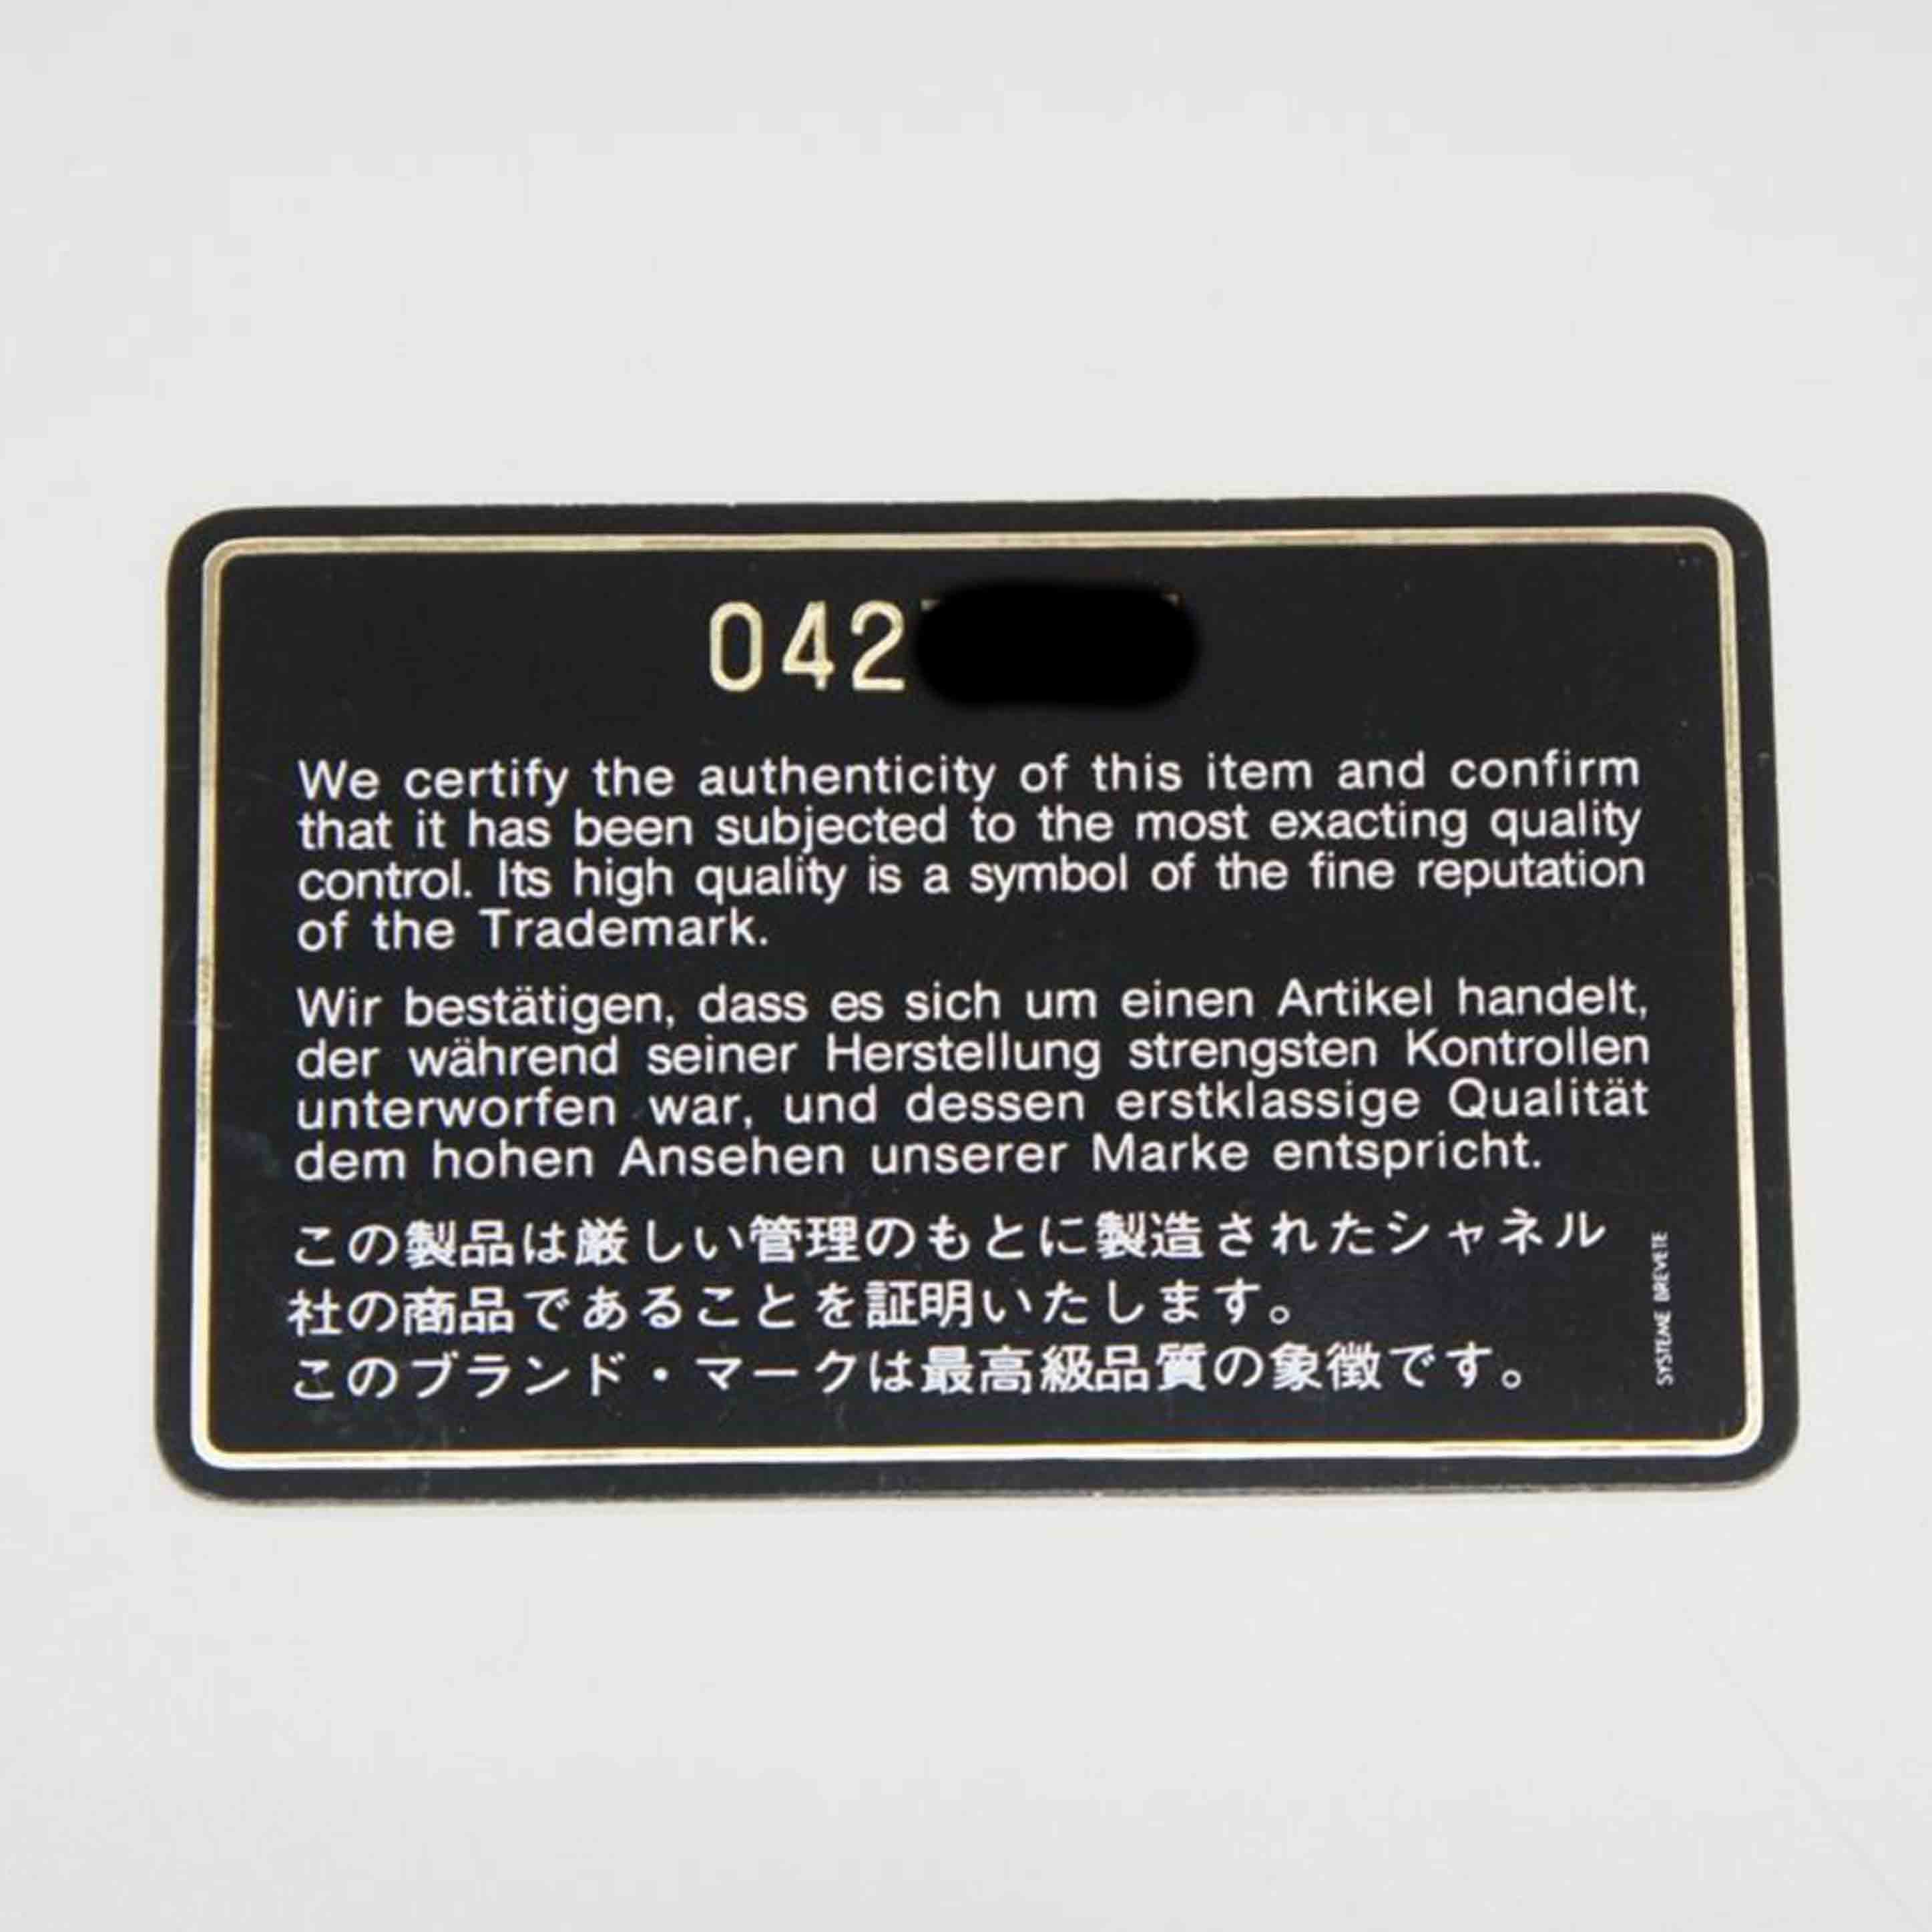 042
We certify the authenticity of this item and confirm
that it has been subjected to the most exacting quality
control. Its high quality is a symbol of the fine reputation
of the Trademark.
Wir bestätigen, dass es sich um einen Artikel handelt,
der während seiner Herstellung strengsten Kontrollen
unterworfen war, und dessen erstklassige Qualität
dem hohen Ansehen unserer Marke entspricht.
この製品は厳しい管理のもとに製造されたシャネル
社の商品であることを証明いたします。
このブランド・マークは最高級品質の象徴です。
SYSTEME BREVETE